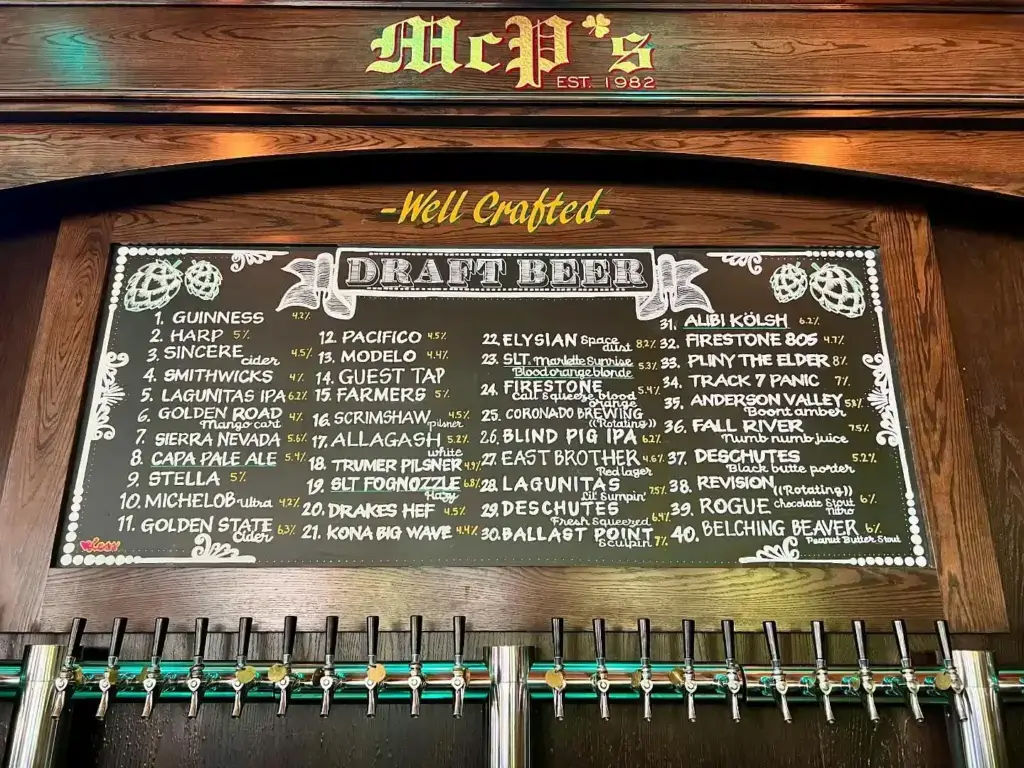 McP's
EST. 1982
-Well Crafted-
DRAFT BEER
1. GUINNESS 4.2%
2. HARP 5%
3. SINCERE 4.5%
cider
4. SMITHWICKS 4%
5. LAGUNITAS IPA 6.2%
6. GOLDEN ROAD 4%
Mango cart
7. SIERRA NEVADA 5.6%
8. CAPA PALE ALE 5.4%
9. STELLA 5%
10. MICHELOB ultra 4.2%
11. GOLDEN STATE 6.3%
cider
12. PACIFICO 4.5%
13. MODELO 4.4%
14. GUEST TAP
15. FARMERS 5%
16. SCRIMSHAW 4.5%
pilsner
17. ALLAGASH 5.2%
white
18. TRUMER PILSNER 4.9%
19. SLT FOGNOZZLE 6.8%
Hazy
20. DRAKES HEF 4.5%
21. KONA BIG WAVE 4.4%
22. ELYSIAN Space 8.2%
dust
23. SLT. Marlette Sunrise 5.3%
Blood orange blonde
24. FIRESTONE 5.4%
Cali Squeeze blood
orange
25. CORONADO BREWING
((Rotating))
26. BLIND PIG IPA 6.2%
27. EAST BROTHER 4.6%
Red lager
28. LAGUNITAS 7.5%
Lil Sumpin'
29. DESCHUTES 6.4%
Fresh Squeezed
30. BALLAST POINT 7%
Sculpin
31. ALIBI KÖLSH 6.2%
32. FIRESTONE 805 4.7%
33. PLINY THE ELDER 8%
34. TRACK 7 PANIC 7%
35. ANDERSON VALLEY 5.8%
Boont amber
36. FALL RIVER 7.5%
Numb numb juice
37. DESCHUTES 5.2%
Black butte porter
38. REVISION
((Rotating))
39. ROGUE Chocolate Stout 6%
Nitro
40. BELCHING BEAVER 6%
Peanut Butter Stout